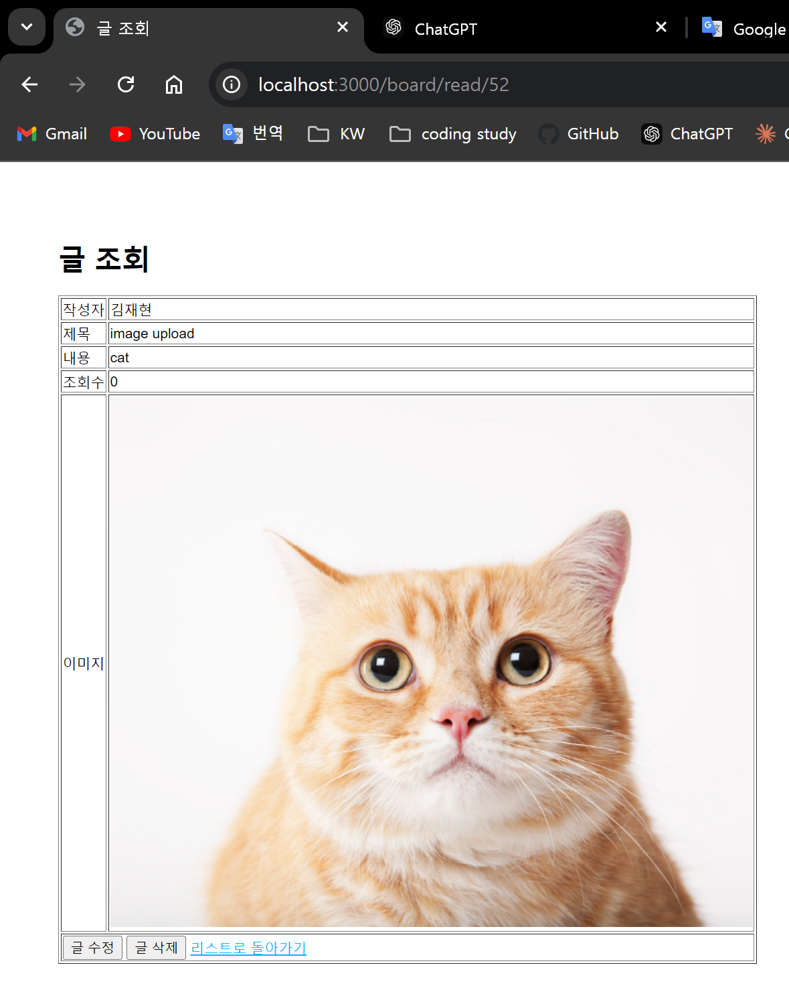 글 조회
ChatGPT
Google
localhost:3000/board/read/52
Gmail
YouTube
번역
KW
coding study
GitHub
ChatGPT
글 조회
작성자 김재현
제목 image upload
내용 cat
조회수 0
이미지
글 수정 글 삭제 리스트로 돌아가기